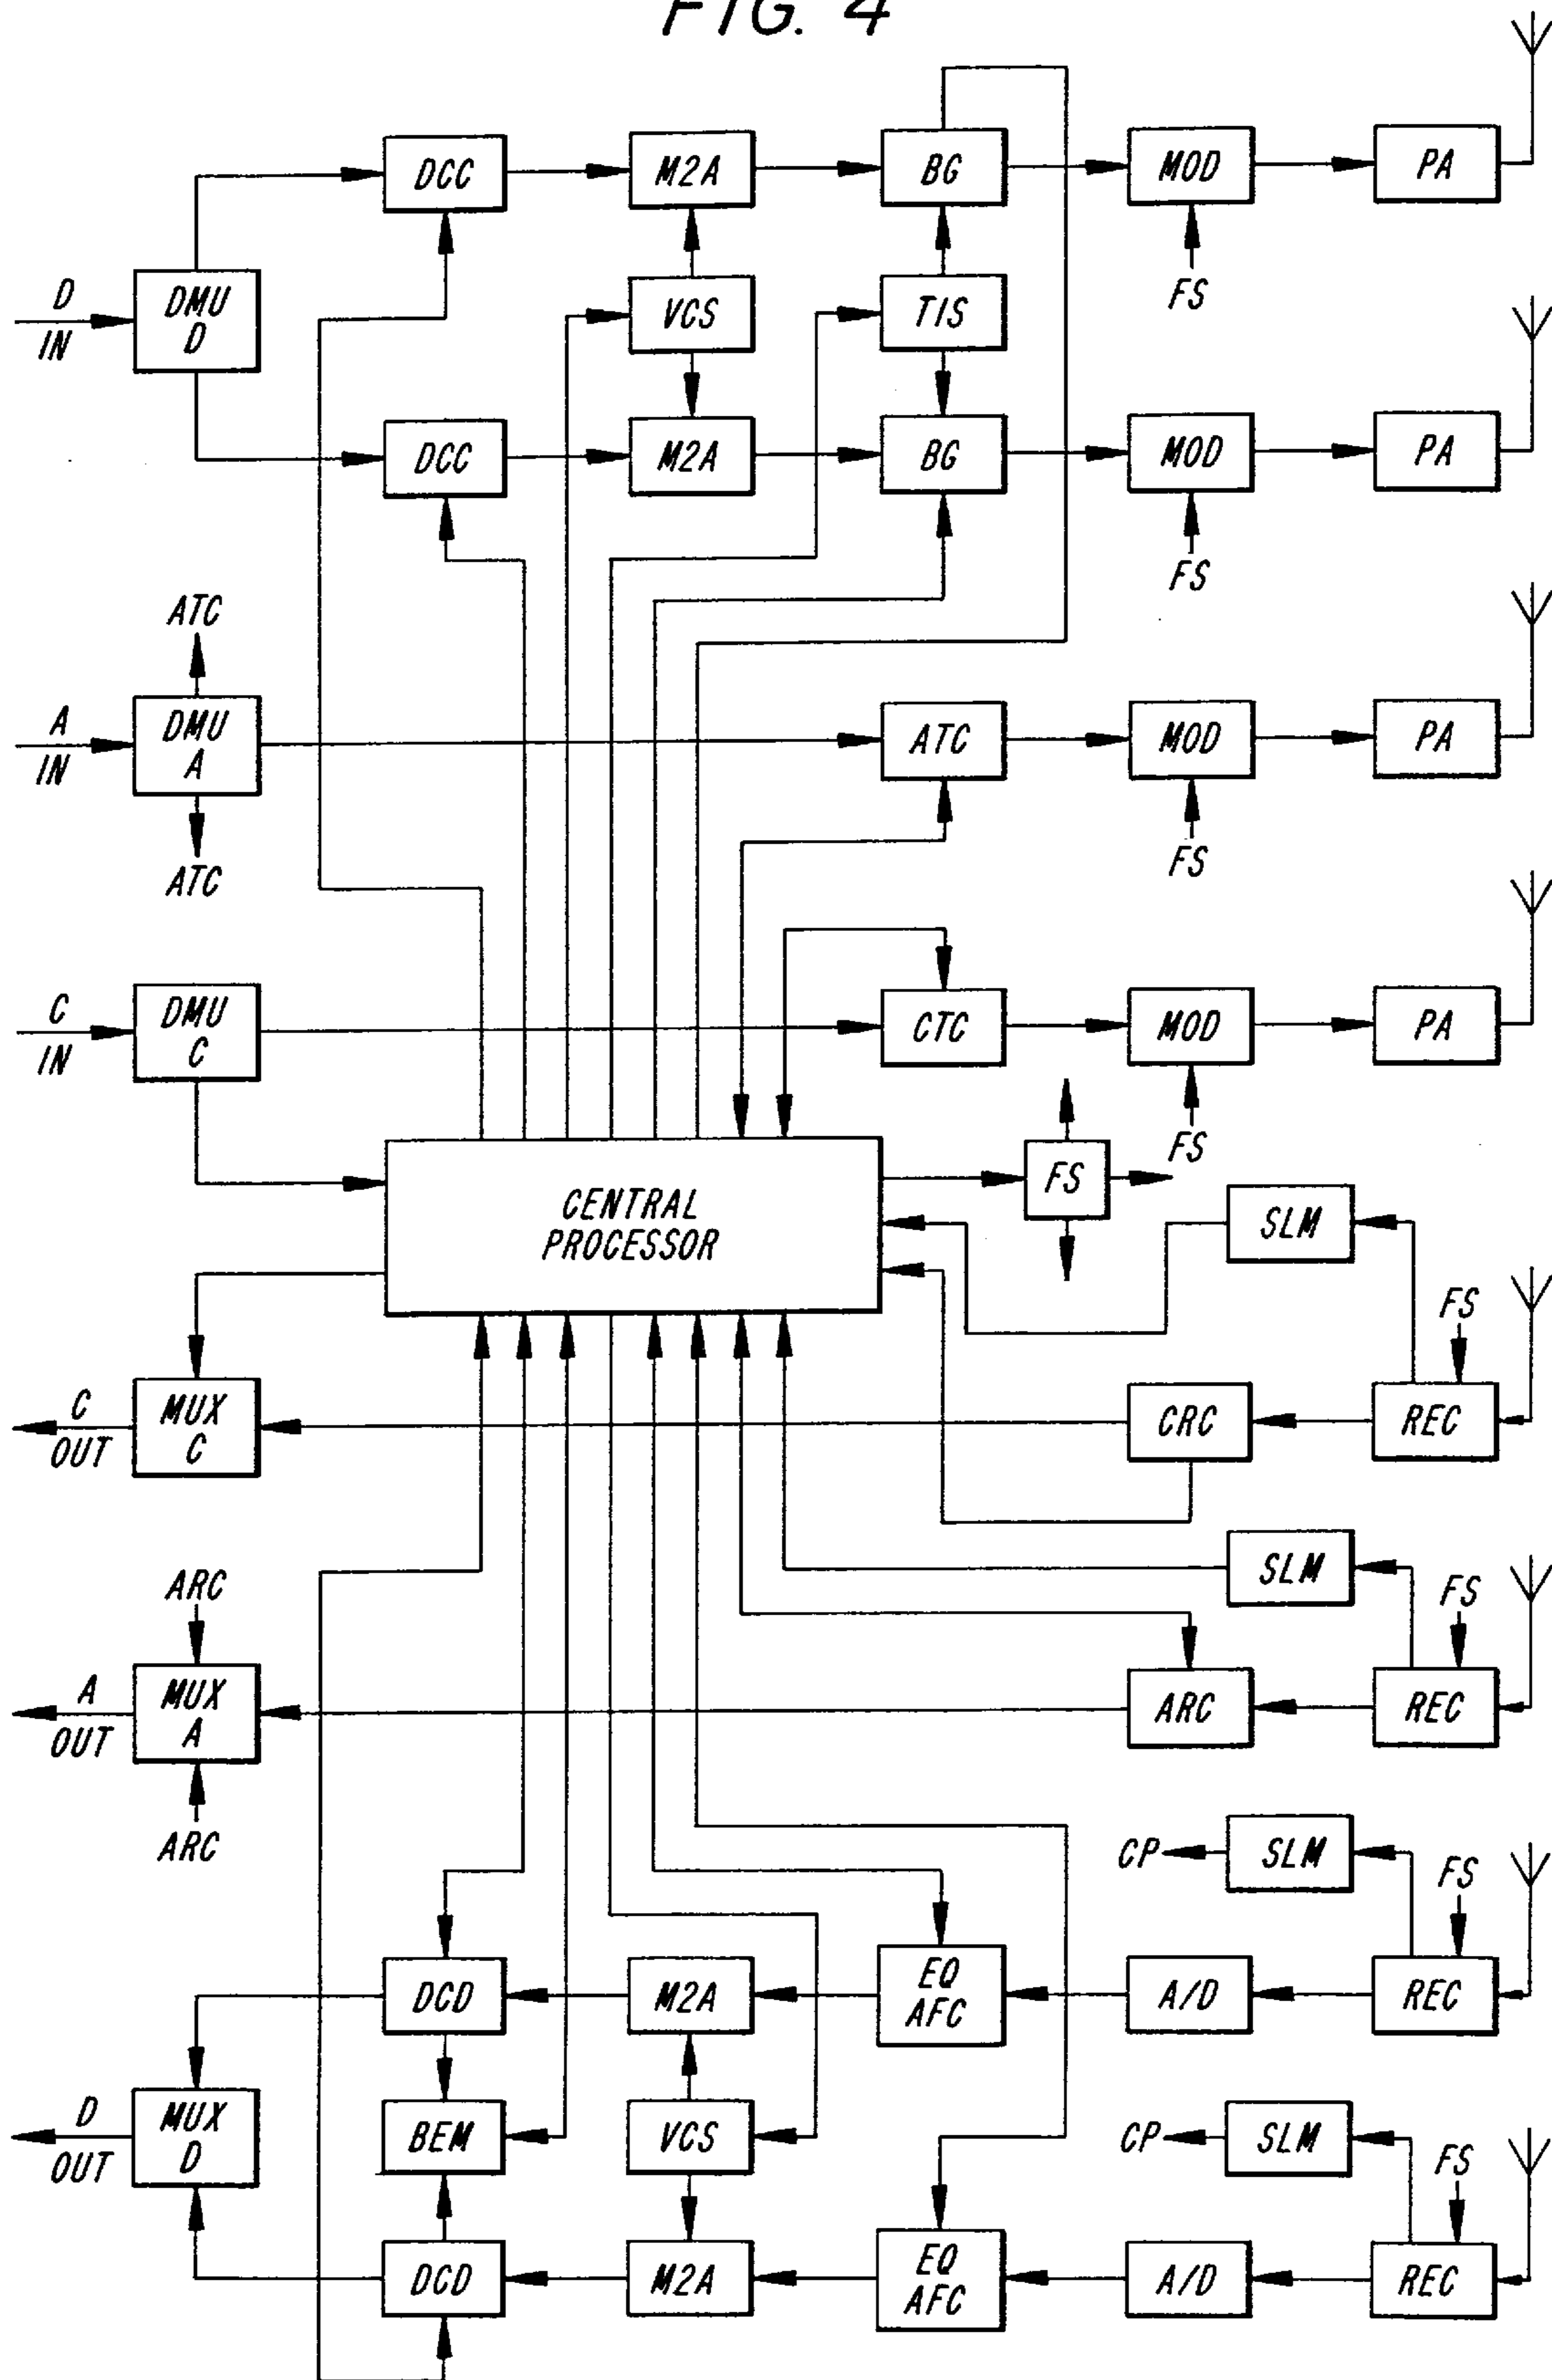 FIG. 4
DCC M2A BG MOD PA
D
IN
DMU
D
VCS TIS FS
DCC M2A BG MOD PA
FS
ATC
A
IN
DMU
A
ATC MOD PA
ATC
FS
C
IN
DMU
C
CTC MOD PA
FS
FS
CENTRAL
PROCESSOR
SLM
FS
C
OUT
MUX
C
CRC REC
SLM
ARC
FS
A
OUT
MUX
A
ARC REC
ARC
CP SLM
FS
DCD M2A
EQ
AFC
A/D REC
D
OUT
MUX
D
BEM VCS
CP SLM
FS
DCD M2A
EQ
AFC
A/D REC